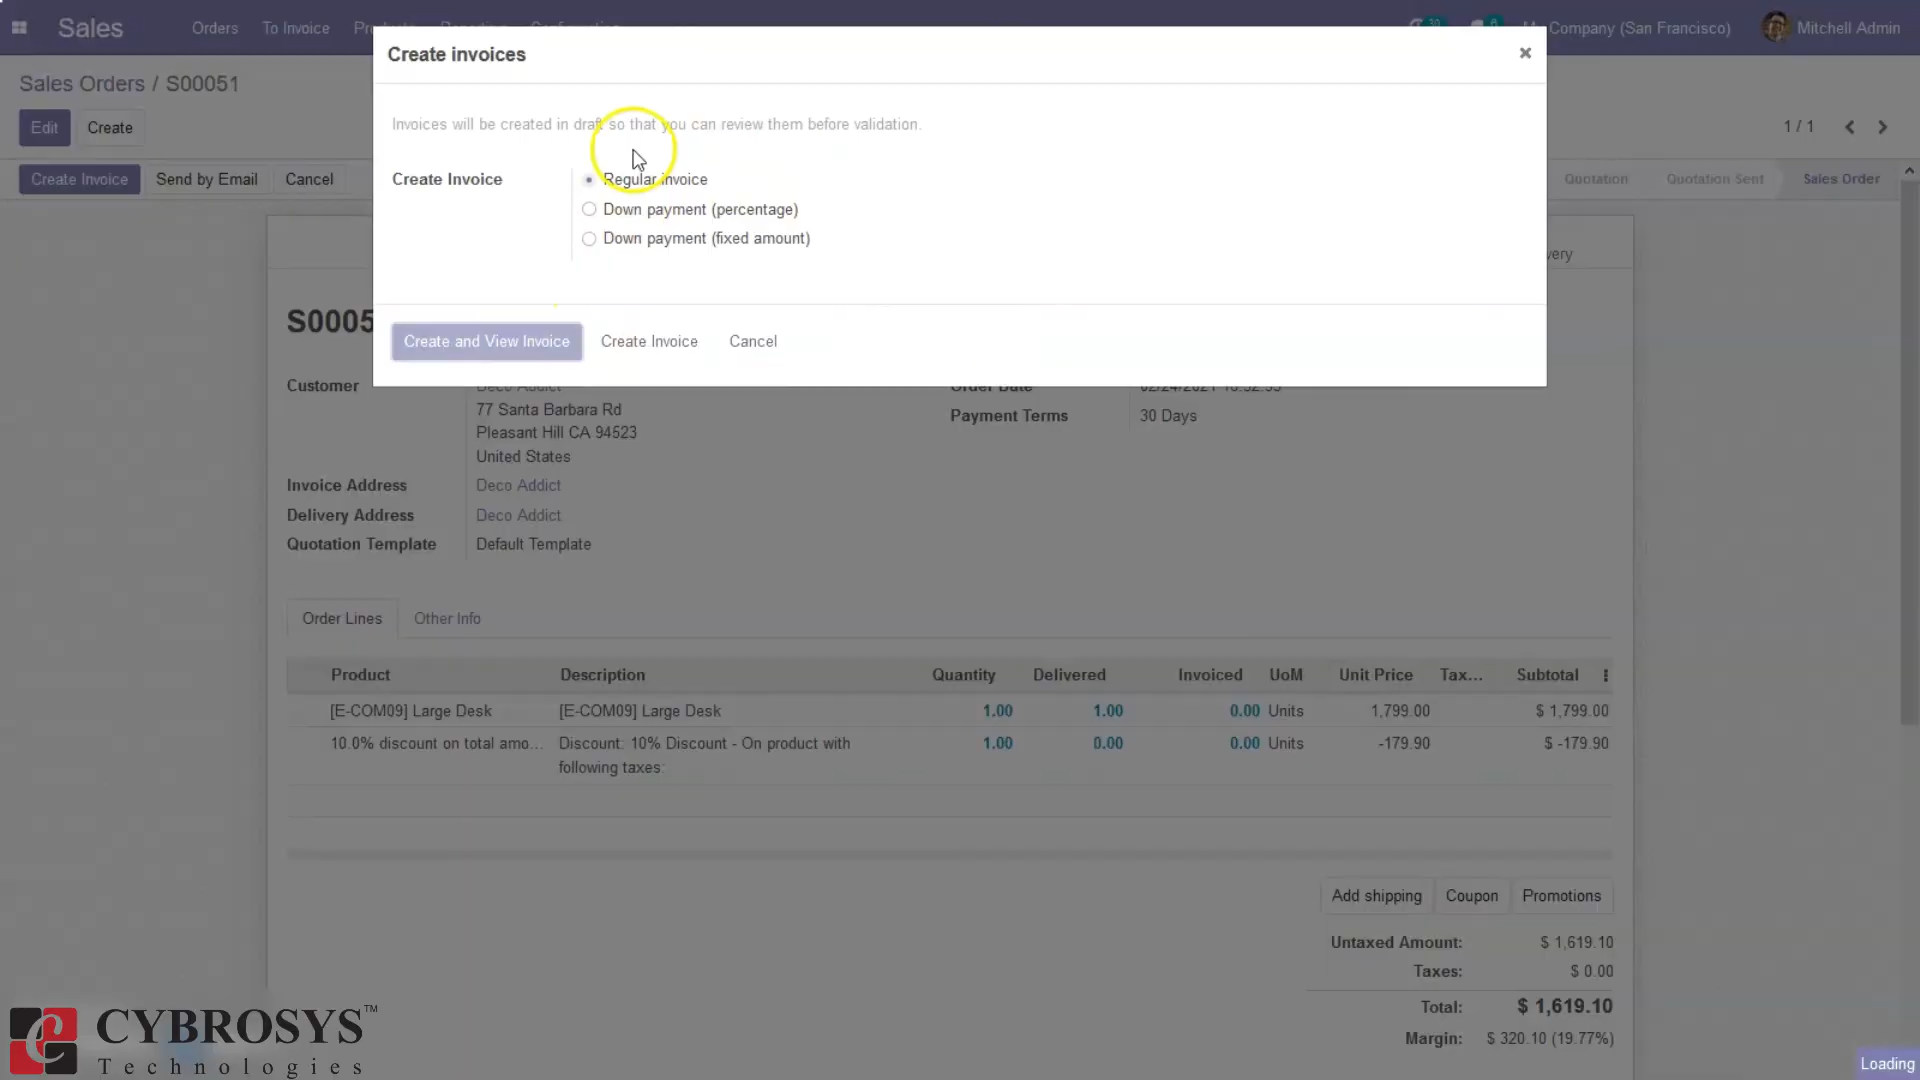 Sales
Orders
To Invoice
30
6
Company (San Francisco)
Mitchell Admin
Create invoices
×
Sales Orders / S00051
Edit
Create
1 / 1
Invoices will be created in draft so that you can review them before validation.
Create Invoice
Send by Email
Cancel
Create Invoice
Regular invoice
Down payment (percentage)
Down payment (fixed amount)
Quotation
Quotation Sent
Sales Order
S0005
Create and View Invoice
Create Invoice
Cancel
Customer
Deco Addict
77 Santa Barbara Rd
Pleasant Hill CA 94523
United States
Order Date
Payment Terms
30 Days
Invoice Address
Deco Addict
Delivery Address
Deco Addict
Quotation Template
Default Template
Order Lines
Other Info
Product Description Quantity Delivered Invoiced UoM Unit Price Tax... Subtotal
[E-COM09] Large Desk [E-COM09] Large Desk 1.00 1.00 0.00 Units 1,799.00 $ 1,799.00
10.0% discount on total amo... Discount: 10% Discount - On product with 1.00 0.00 0.00 Units -179.90 $ -179.90
following taxes:
Add shipping
Coupon
Promotions
Untaxed Amount: $ 1,619.10
Taxes: $ 0.00
Total: $ 1,619.10
Margin: $ 320.10 (19.77%)
CYBROSYS™
Technologies
Loading